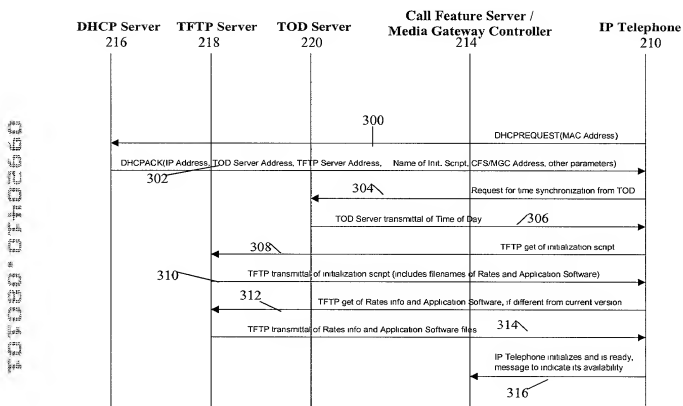 Call Feature Server /
DHCP Server TFTP Server TOD Server Media Gateway Controller IP Telephone
216 218 220 214 210
300
DHCPREQUEST(MAC Address)
DHCPACK(IP Address, TOD Server Address, TFTP Server Address, Name of Init. Script, CFS/MGC Address, other parameters)
302
304
Request for time synchronization from TOD
TOD Server transmittal of Time of Day
306
308
TFTP get of initialization script
310
TFTP transmittal of initialization script (includes filenames of Rates and Application Software)
312
TFTP get of Rates info and Application Software, if different from current version
TFTP transmittal of Rates info and Application Software files
314
IP Telephone initializes and is ready,
message to indicate its availability
316